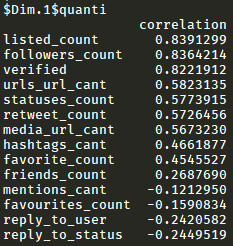 $Dim.1$quanti
correlation
listed_count 0.8391299
followers_count 0.8364214
verified 0.8221912
urls_url_cant 0.5823135
statuses_count 0.5773915
retweet_count 0.5726456
media_url_cant 0.5673230
hashtags_cant 0.4661877
favorite_count 0.4545527
friends_count 0.2687690
mentions_cant -0.1212950
favourites_count -0.1590834
reply_to_user -0.2420582
reply_to_status -0.2449519